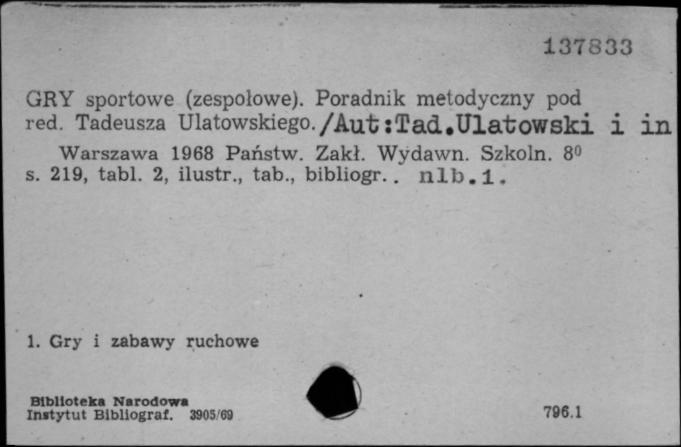 137833
GRY sportowe (zespołowe). Poradnik metodyczny pod
red. Tadeusza Ulatowskiego./Aut:Tad.Ulatowski i in
Warszawa 1968 Państw. Zakł. Wydawn. Szkoln. 8⁰
s. 219, tabl. 2, ilustr., tab., bibliogr.. nlb.1.
1. Gry i zabawy ruchowe
Biblioteka Narodowa
Instytut Bibliograf. 3905/69
796.1